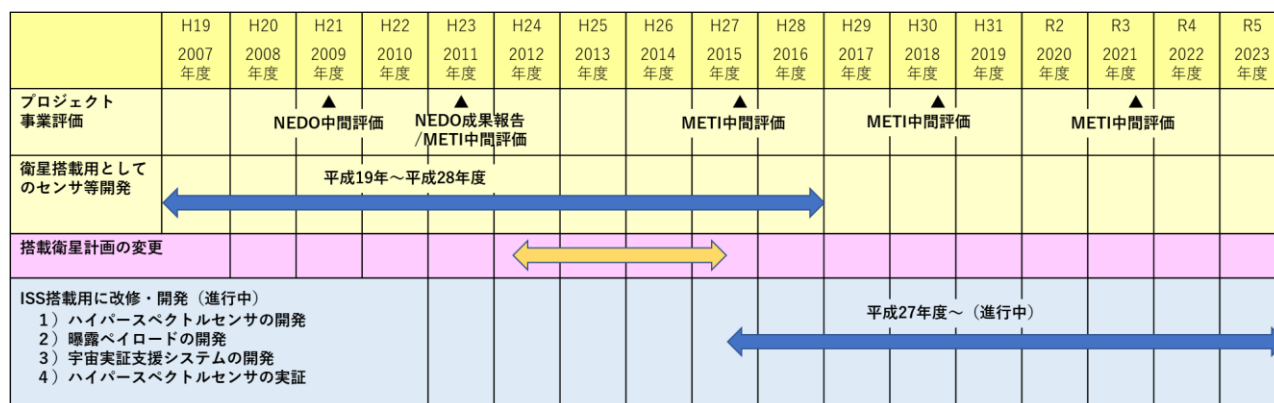 H19 H20 H21 H22 H23 H24 H25 H26 H27 H28 H29 H30 H31 R2 R3 R4 R5
2007 2008 2009 2010 2011 2012 2013 2014 2015 2016 2017 2018 2019 2020 2021 2022 2023
年度 年度 年度 年度 年度 年度 年度 年度 年度 年度 年度 年度 年度 年度 年度 年度 年度
プロジェクト
事業評価
▲ ▲ ▲ ▲ ▲
NEDO中間評価 NEDO成果報告 METI中間評価 METI中間評価 METI中間評価
/METI中間評価
衛星搭載用として
のセンサ等開発
平成19年～平成28年度
搭載衛星計画の変更
ISS搭載用に改修・開発（進行中）
1）ハイパースペクトルセンサの開発
2）曝露ペイロードの開発
3）宇宙実証支援システムの開発
4）ハイパースペクトルセンサの実証
平成27年度～（進行中）